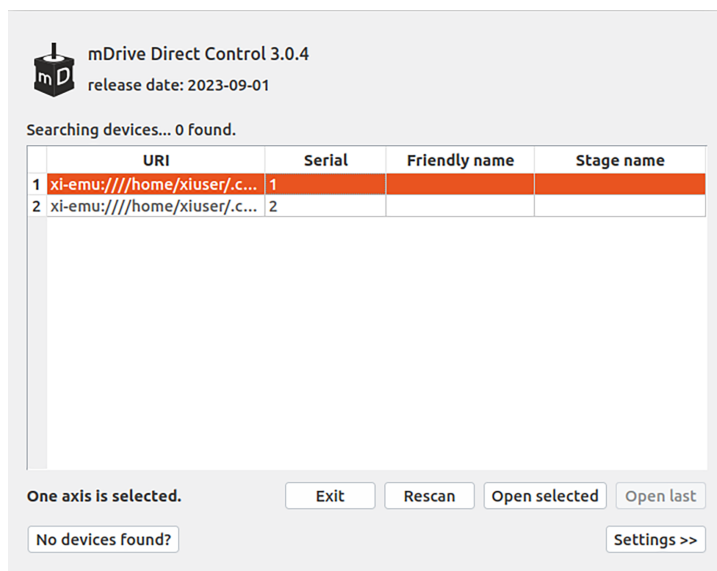 mD
mDrive Direct Control 3.0.4
release date: 2023-09-01
Searching devices... 0 found.
URI Serial Friendly name Stage name
1 xi-emu:////home/xiuser/.c... 1
2 xi-emu:////home/xiuser/.c... 2
One axis is selected. Exit Rescan Open selected Open last
No devices found? Settings >>